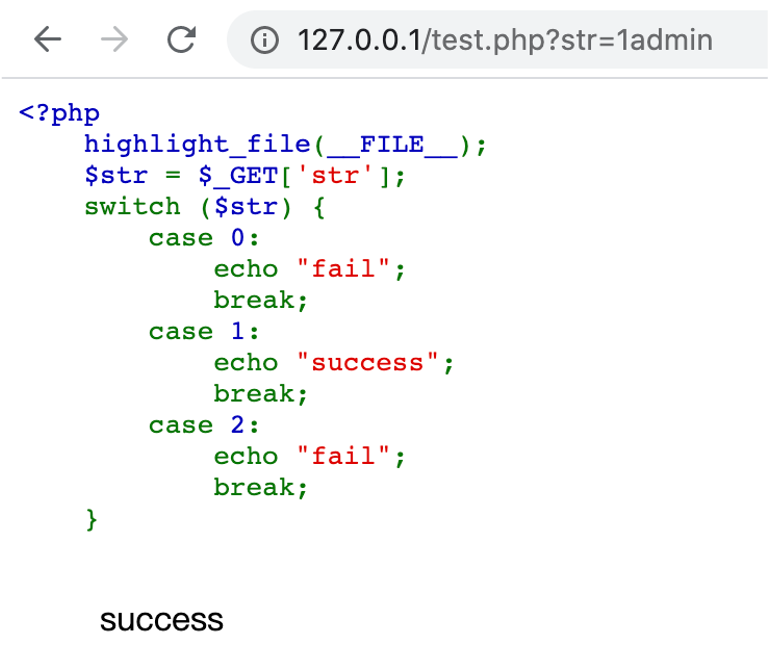 127.0.0.1/test.php?str=1admin
<?php
    highlight_file(__FILE__);
    $str = $_GET['str'];
    switch ($str) {
        case 0:
            echo "fail";
            break;
        case 1:
            echo "success";
            break;
        case 2:
            echo "fail";
            break;
    }
success